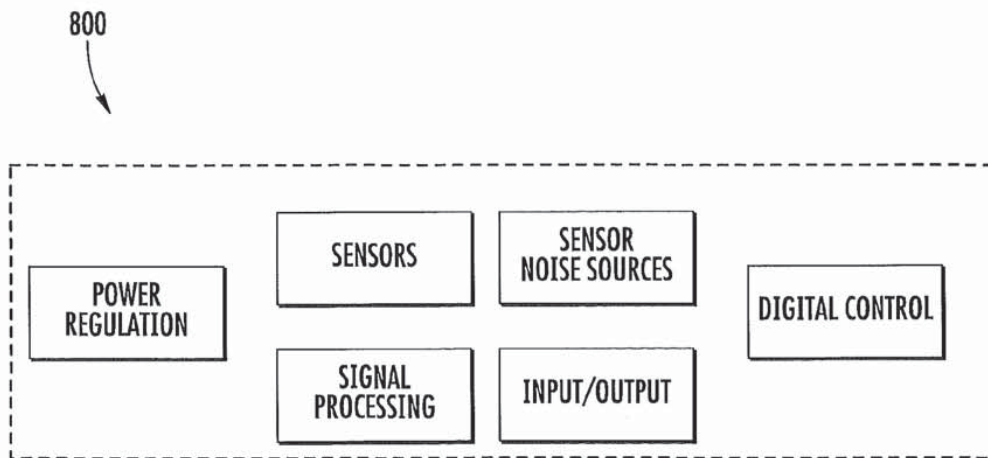 800
SENSORS
SENSOR
NOISE SOURCES
POWER
REGULATION
DIGITAL CONTROL
SIGNAL
PROCESSING
INPUT/OUTPUT